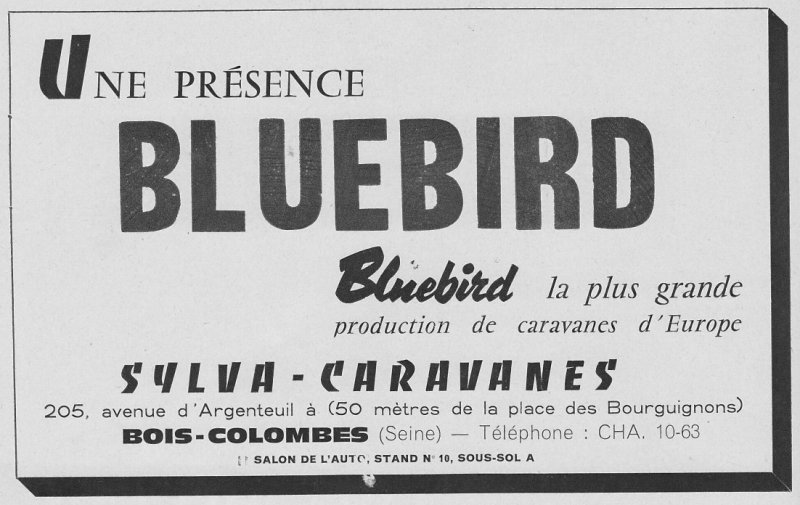 UNE PRÉSENCE
BLUEBIRD
Bluebird la plus grande
production de caravanes d'Europe
SYLVA - CARAVANES
205, avenue d'Argenteuil à (50 mètres de la place des Bourguignons)
BOIS-COLOMBES (Seine) — Téléphone : CHA. 10-63
SALON DE L'AUTO, STAND N° 10, SOUS-SOL A